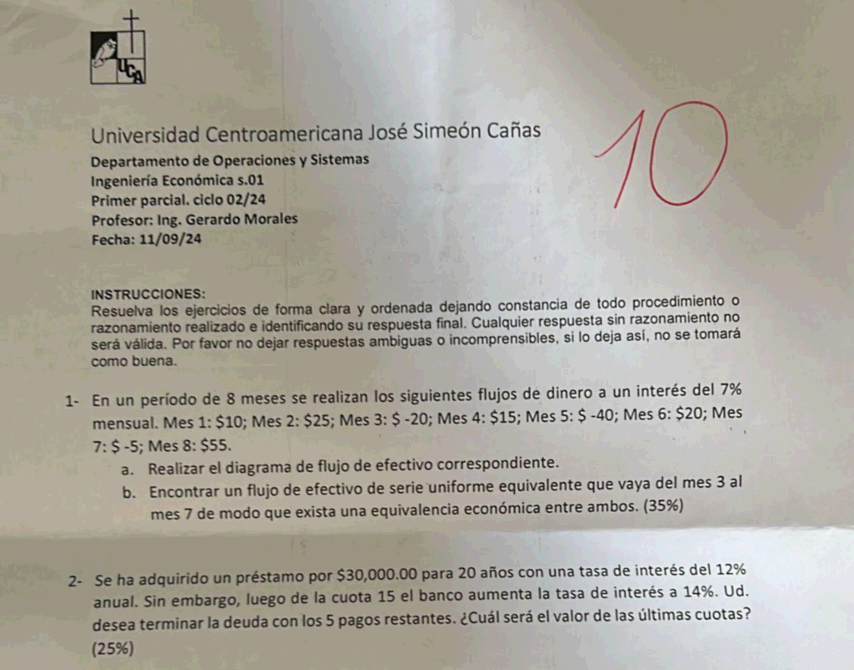 UCA
10
Universidad Centroamericana José Simeón Cañas
Departamento de Operaciones y Sistemas
Ingeniería Económica s.01
Primer parcial. ciclo 02/24
Profesor: Ing. Gerardo Morales
Fecha: 11/09/24
INSTRUCCIONES:
Resuelva los ejercicios de forma clara y ordenada dejando constancia de todo procedimiento o
razonamiento realizado e identificando su respuesta final. Cualquier respuesta sin razonamiento no
será válida. Por favor no dejar respuestas ambiguas o incomprensibles, si lo deja así, no se tomará
como buena.
1- En un período de 8 meses se realizan los siguientes flujos de dinero a un interés del 7%
mensual. Mes 1: $10; Mes 2: $25; Mes 3: $ -20; Mes 4: $15; Mes 5: $ -40; Mes 6: $20; Mes
7: $ -5; Mes 8: $55.
a. Realizar el diagrama de flujo de efectivo correspondiente.
b. Encontrar un flujo de efectivo de serie uniforme equivalente que vaya del mes 3 al
mes 7 de modo que exista una equivalencia económica entre ambos. (35%)
2- Se ha adquirido un préstamo por $30,000.00 para 20 años con una tasa de interés del 12%
anual. Sin embargo, luego de la cuota 15 el banco aumenta la tasa de interés a 14%. Ud.
desea terminar la deuda con los 5 pagos restantes. ¿Cuál será el valor de las últimas cuotas?
(25%)